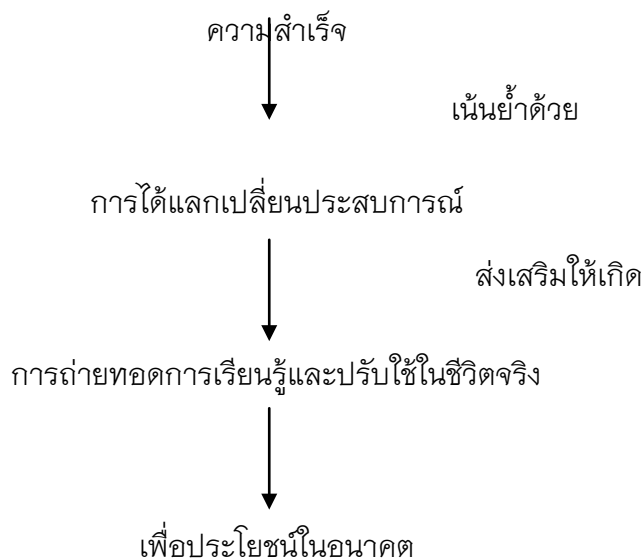 ความสำเร็จ
เน้นย้ำด้วย
การได้แลกเปลี่ยนประสบการณ์
ส่งเสริมให้เกิด
การถ่ายทอดการเรียนรู้และปรับใช้ในชีวิตจริง
เพื่อประโยชน์ในอนาคต